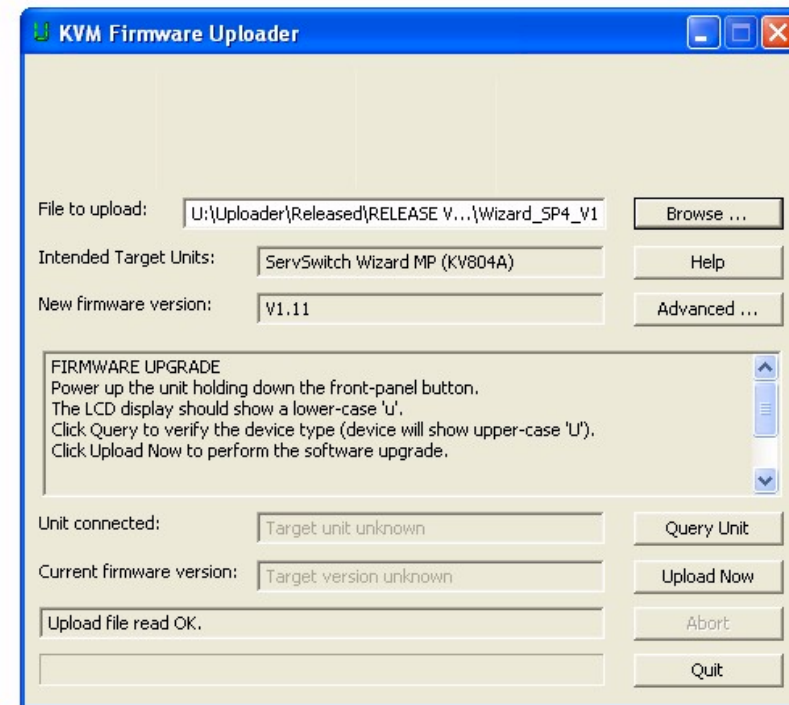 U KVM Firmware Uploader
File to upload: U:\Uploader\Released\RELEASE V...\Wizard_SP4_V1 Browse ...
Intended Target Units: ServSwitch Wizard MP (KV804A) Help
New firmware version: V1.11 Advanced ...
FIRMWARE UPGRADE
Power up the unit holding down the front-panel button.
The LCD display should show a lower-case 'u'.
Click Query to verify the device type (device will show upper-case 'U').
Click Upload Now to perform the software upgrade.
Unit connected: Target unit unknown Query Unit
Current firmware version: Target version unknown Upload Now
Upload file read OK. Abort
Quit